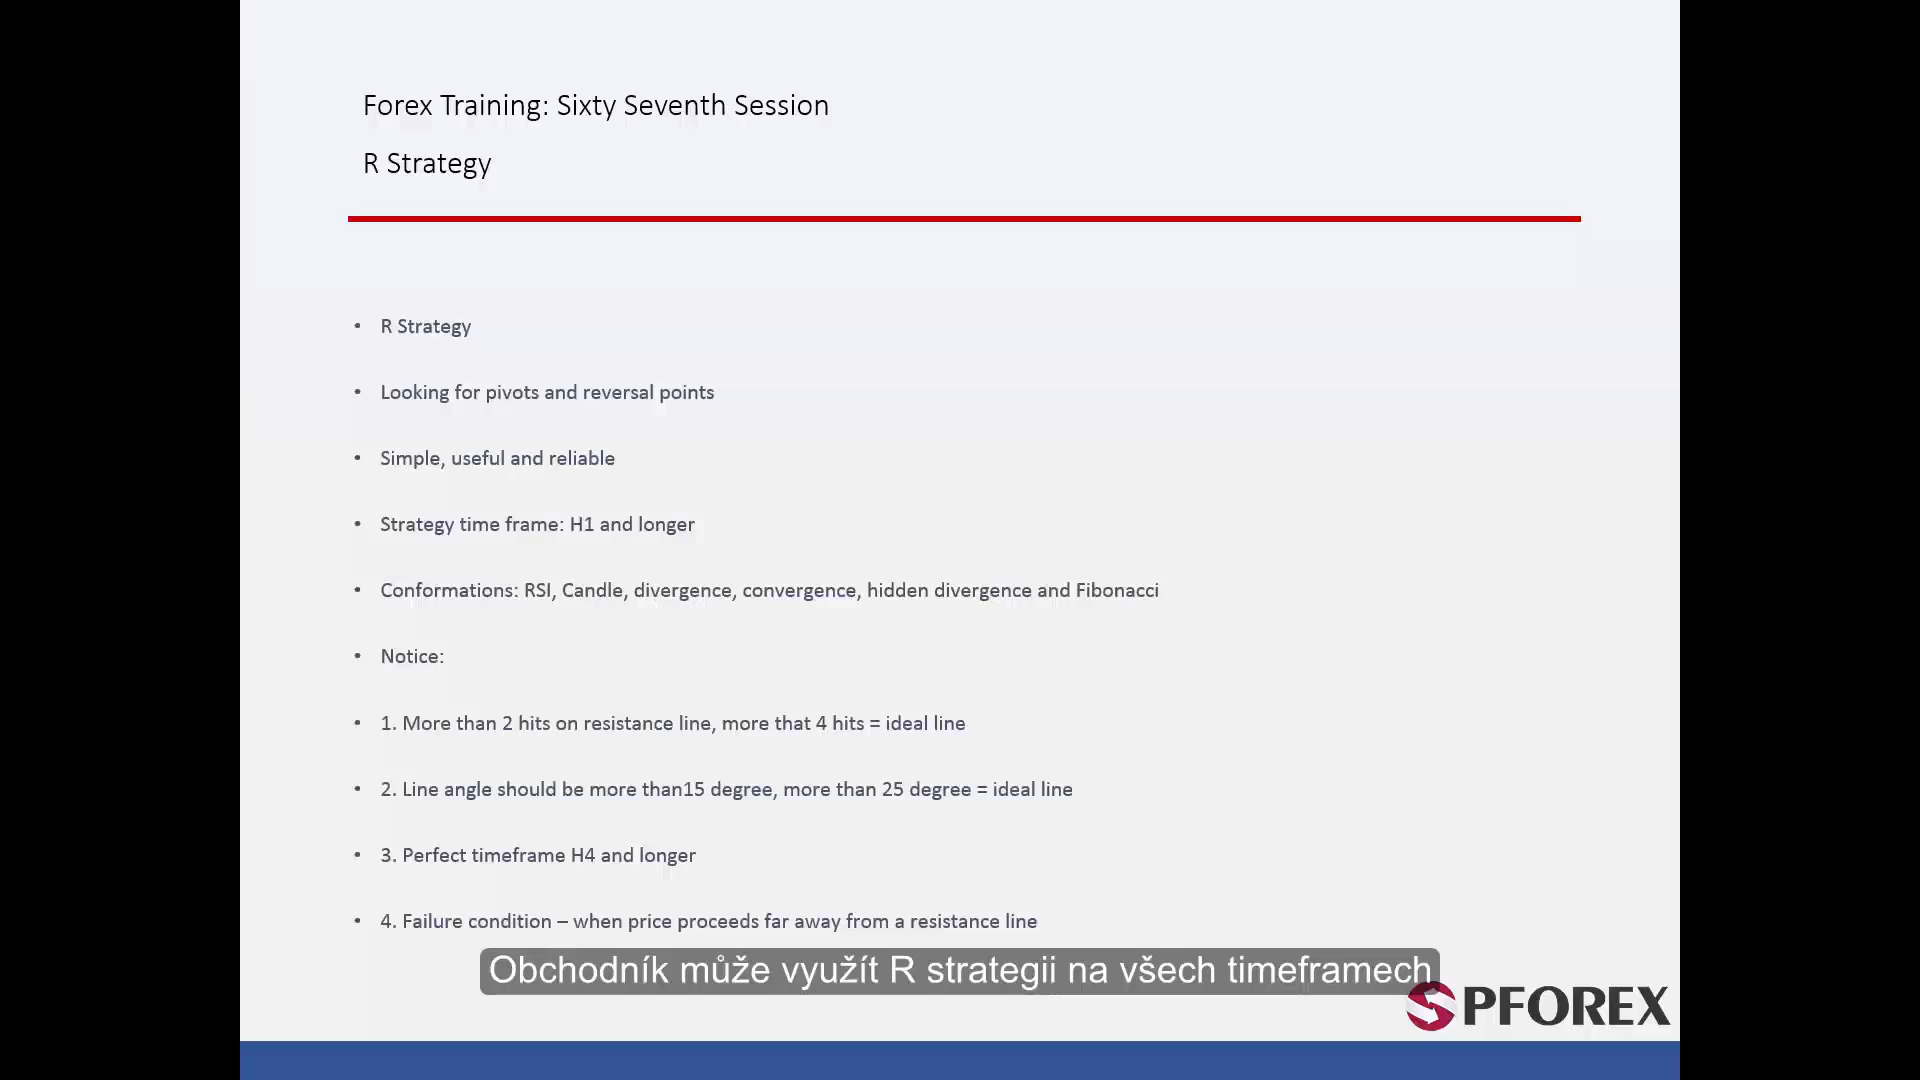 Forex Training: Sixty Seventh Session
R Strategy
• R Strategy
• Looking for pivots and reversal points
• Simple, useful and reliable
• Strategy time frame: H1 and longer
• Conformations: RSI, Candle, divergence, convergence, hidden divergence and Fibonacci
• Notice:
• 1. More than 2 hits on resistance line, more that 4 hits = ideal line
• 2. Line angle should be more than15 degree, more than 25 degree = ideal line
• 3. Perfect timeframe H4 and longer
• 4. Failure condition – when price proceeds far away from a resistance line
Obchodník může využít R strategii na všech timeframech
PFOREX